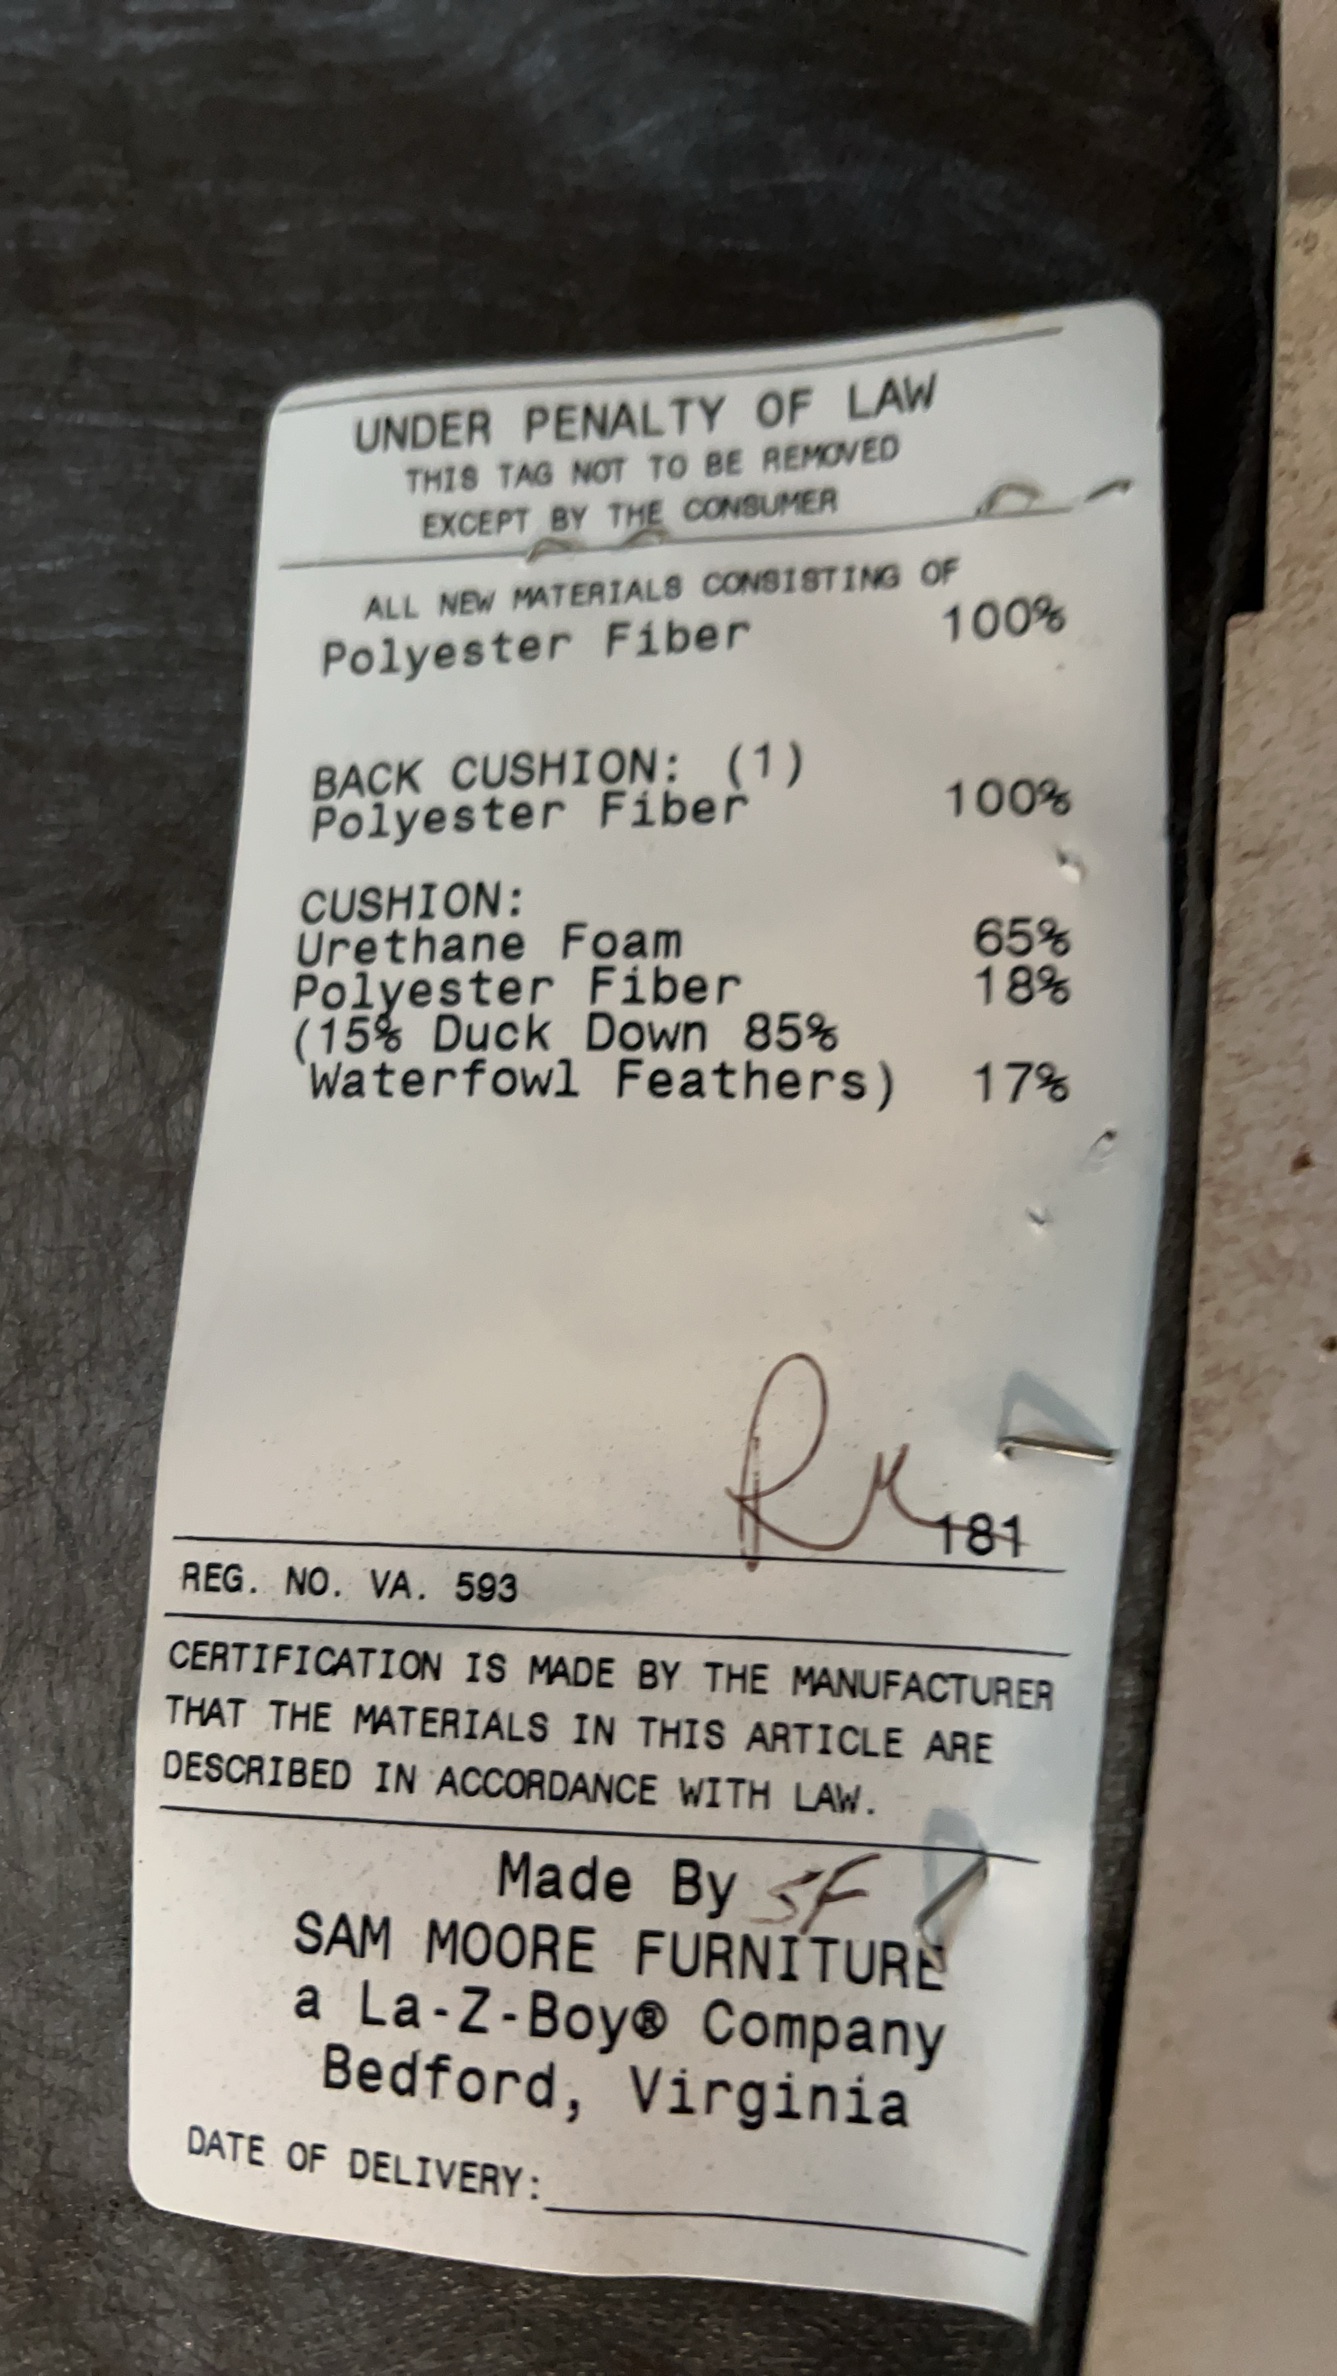 UNDER PENALTY OF LAW
THIS TAG NOT TO BE REMOVED
EXCEPT BY THE CONSUMER
ALL NEW MATERIALS CONSISTING OF
Polyester Fiber 100%
BACK CUSHION: (1)
Polyester Fiber 100%
CUSHION:
Urethane Foam 65%
Polyester Fiber 18%
(15% Duck Down 85%
Waterfowl Feathers) 17%
181
REG. NO. VA. 593
CERTIFICATION IS MADE BY THE MANUFACTURER
THAT THE MATERIALS IN THIS ARTICLE ARE
DESCRIBED IN ACCORDANCE WITH LAW.
Made By SF
SAM MOORE FURNITURE
a La-Z-Boy® Company
Bedford, Virginia
DATE OF DELIVERY: